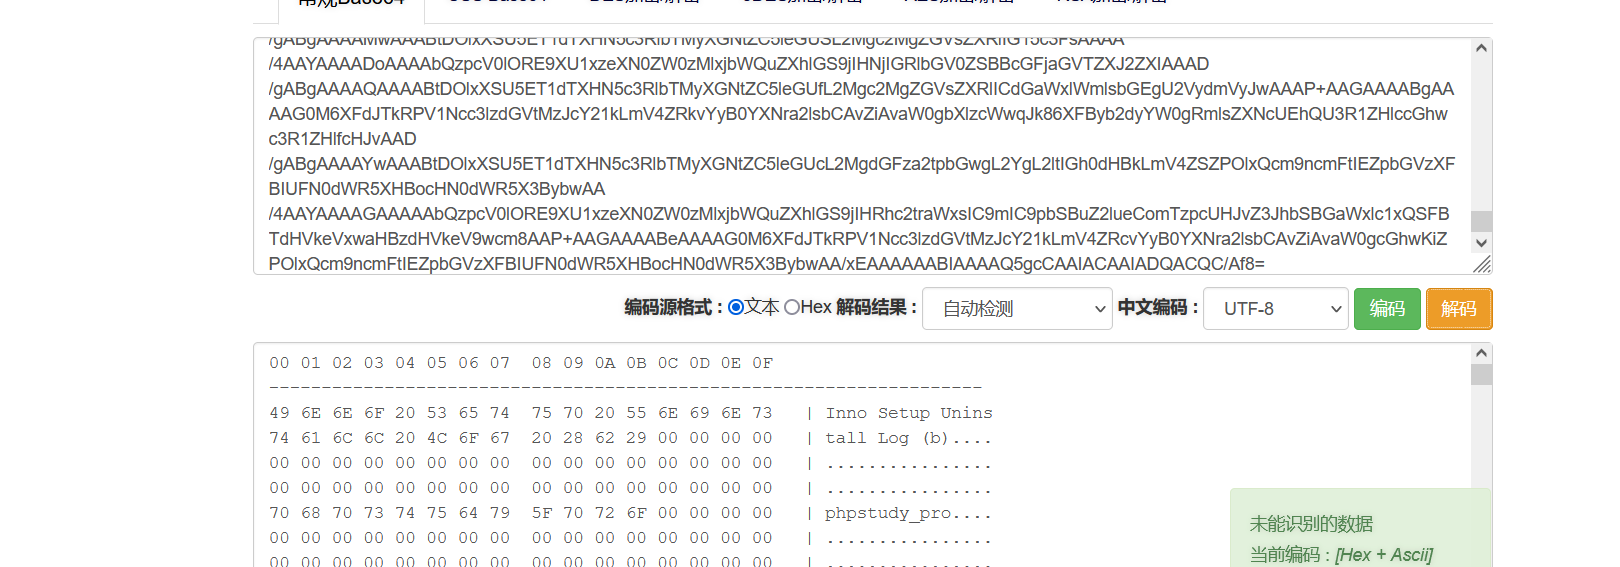 /4AAYAAAADoAAAAbQzpcV0lORE9XU1xzeXN0ZW0zMlxjbWQuZXhlGS9jIHNjIGRlbGV0ZSBBcGFjaGVTZXJ2ZXIAAAD
/gABgAAAAQAAAABtDOlxXSU5ET1dTXHN5c3RlbTMyXGNtZC5leGUfL2Mgc2MgZGVsZXRlICdGaWxlWmlsbGEgU2VydmVyJwAAAP+AAGAAAABgAA
AAG0M6XFdJTkRPV1Ncc3lzdGVtMzJcY21kLmV4ZRkvYyB0YXNra2lsbCAvZiAvaW0gbXlzcWwqJk86XFByb2dyYW0gRmlsZXNcUEhQU3R1ZHlccGhw
c3R1ZHlfcHJvAAD
/gABgAAAAYwAAABtDOlxXSU5ET1dTXHN5c3RlbTMyXGNtZC5leGUcL2MgdGFza2tpbGwgL2YgL2ltIGh0dHBkLmV4ZSZPOlxQcm9ncmFtIEZpbGVzXF
BIUFN0dWR5XHBocHN0dWR5X3BybwAA
/4AAYAAAAGAAAAAbQzpcV0lORE9XU1xzeXN0ZW0zMlxjbWQuZXhlGS9jIHRhc2traWxsIC9mIC9pbSBuZ2lueComTzpcUHJvZ3JhbSBGaWxlc1xQSFB
TdHVkeVxwaHBzdHVkeV9wcm8AAP+AAGAAAABeAAAAG0M6XFdJTkRPV1Ncc3lzdGVtMzJcY21kLmV4ZRcvYyB0YXNra2lsbCAvZiAvaW0gcGhwKiZ
POlxQcm9ncmFtIEZpbGVzXFBIUFN0dWR5XHBocHN0dWR5X3BybwAA/xEAAAAAABIAAAAQ5gcCAAIACAAIADQACQC/Af8=
编码源格式 : 文本 Hex 解码结果 : 自动检测 中文编码 : UTF-8 编码 解码
00 01 02 03 04 05 06 07 08 09 0A 0B 0C 0D 0E 0F
--------------------------------------------------------------------
49 6E 6E 6F 20 53 65 74 75 70 20 55 6E 69 6E 73 | Inno Setup Unins
74 61 6C 6C 20 4C 6F 67 20 28 62 29 00 00 00 00 | tall Log (b)....
00 00 00 00 00 00 00 00 00 00 00 00 00 00 00 00 | ................
00 00 00 00 00 00 00 00 00 00 00 00 00 00 00 00 | ................
70 68 70 73 74 75 64 79 5F 70 72 6F 00 00 00 00 | phpstudy_pro....
00 00 00 00 00 00 00 00 00 00 00 00 00 00 00 00 | ................
00 00 00 00 00 00 00 00 00 00 00 00 00 00 00 00 | ................
未能识别的数据
当前编码 : [Hex + Ascii]